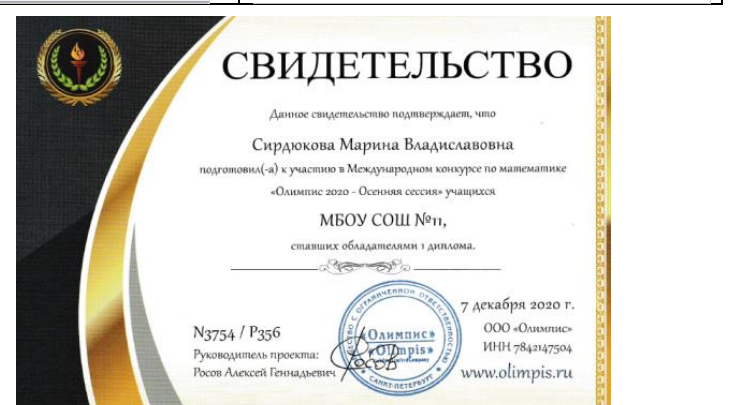 СВИДЕТЕЛЬСТВО
Данное свидетельство подтверждает, что
Сирдюкова Марина Владиславовна
подготовил(-а) к участию в Международном конкурсе по математике
«Олимпис 2020 - Осенняя сессия» учащихся
МБОУ СОШ №11,
ставших обладателями 1 диплома.
7 декабря 2020 г.
N3754 / P356
ООО «Олимпис»
Руководитель проекта:
ИНН 7842147504
Росов Алексей Геннадьевич
www.olimpis.ru
«Олимпис»
«Olimpis»
САНКТ-ПЕТЕРБУРГ
Росов